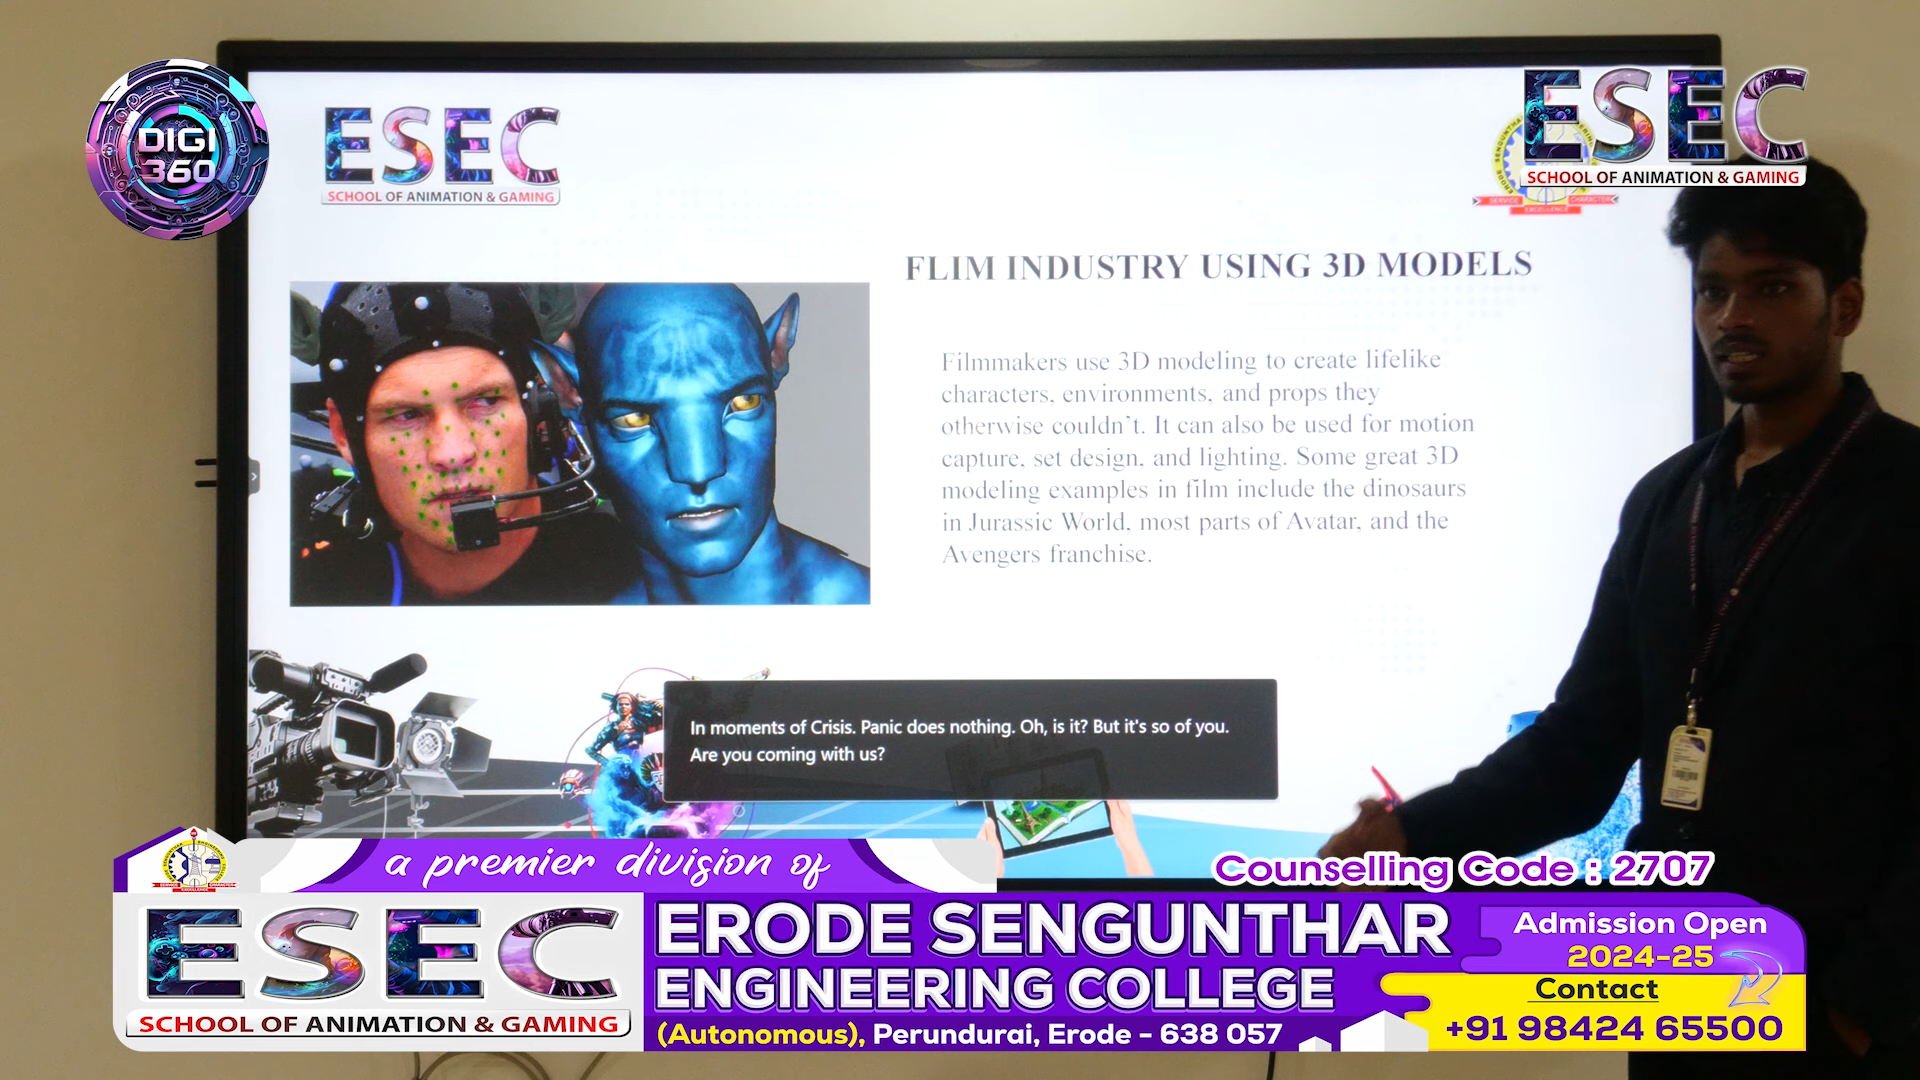 DIGI
360
ESEC
SCHOOL OF ANIMATION & GAMING
ESEC
SCHOOL OF ANIMATION & GAMING
SERVICE
CHARACTER
EXCELLENCE
FLIM INDUSTRY USING 3D MODELS
Filmmakers use 3D modeling to create lifelike
characters, environments, and props they
otherwise couldn't. It can also be used for motion
capture, set design, and lighting. Some great 3D
modeling examples in film include the dinosaurs
in Jurassic World, most parts of Avatar, and the
Avengers franchise.
In moments of Crisis. Panic does nothing. Oh, is it? But it's so of you.
Are you coming with us?
a premier division of
Counselling Code : 2707
ESEC
SCHOOL OF ANIMATION & GAMING
ERODE SENGUNTHAR
ENGINEERING COLLEGE
(Autonomous), Perundurai, Erode - 638 057
Admission Open
2024-25
Contact
+91 98424 65500